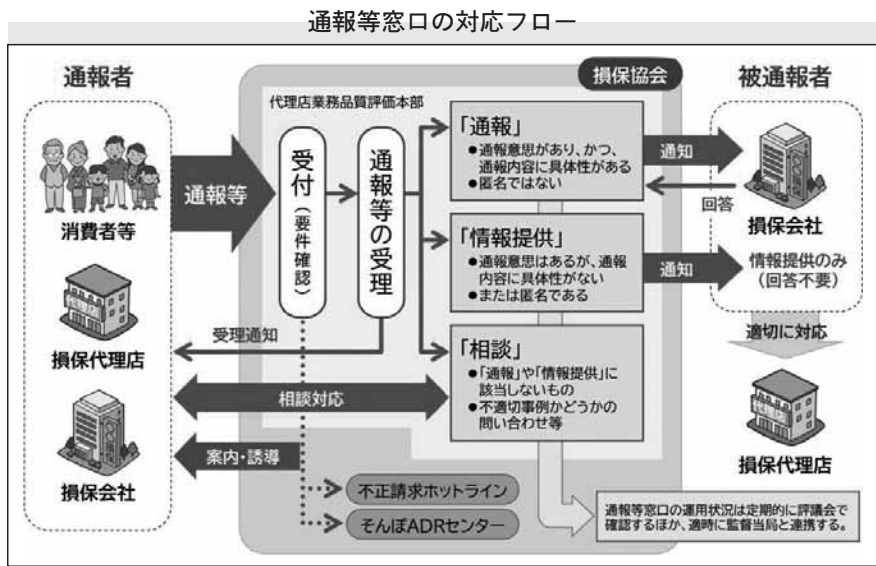 通報等窓口の対応フロー
通報者
消費者等
損保代理店
損保会社
通報等
受理通知
相談対応
案内・誘導
損保協会
代理店業務品質評価本部
受付(要件確認)
通報等の受理
「通報」
●通報意思があり、かつ、
通報内容に具体性がある
●匿名ではない
「情報提供」
●通報意思はあるが、通報
内容に具体性がない
●または匿名である
「相談」
●「通報」や「情報提供」に
該当しないもの
●不適切事例かどうかの
問い合わせ等
不正請求ホットライン
そんぽADRセンター
通知
回答
通知
被通報者
損保会社
情報提供のみ
(回答不要)
適切に対応
損保代理店
通報等窓口の運用状況は定期的に評議会で
確認するほか、適時に監督当局と連携する。